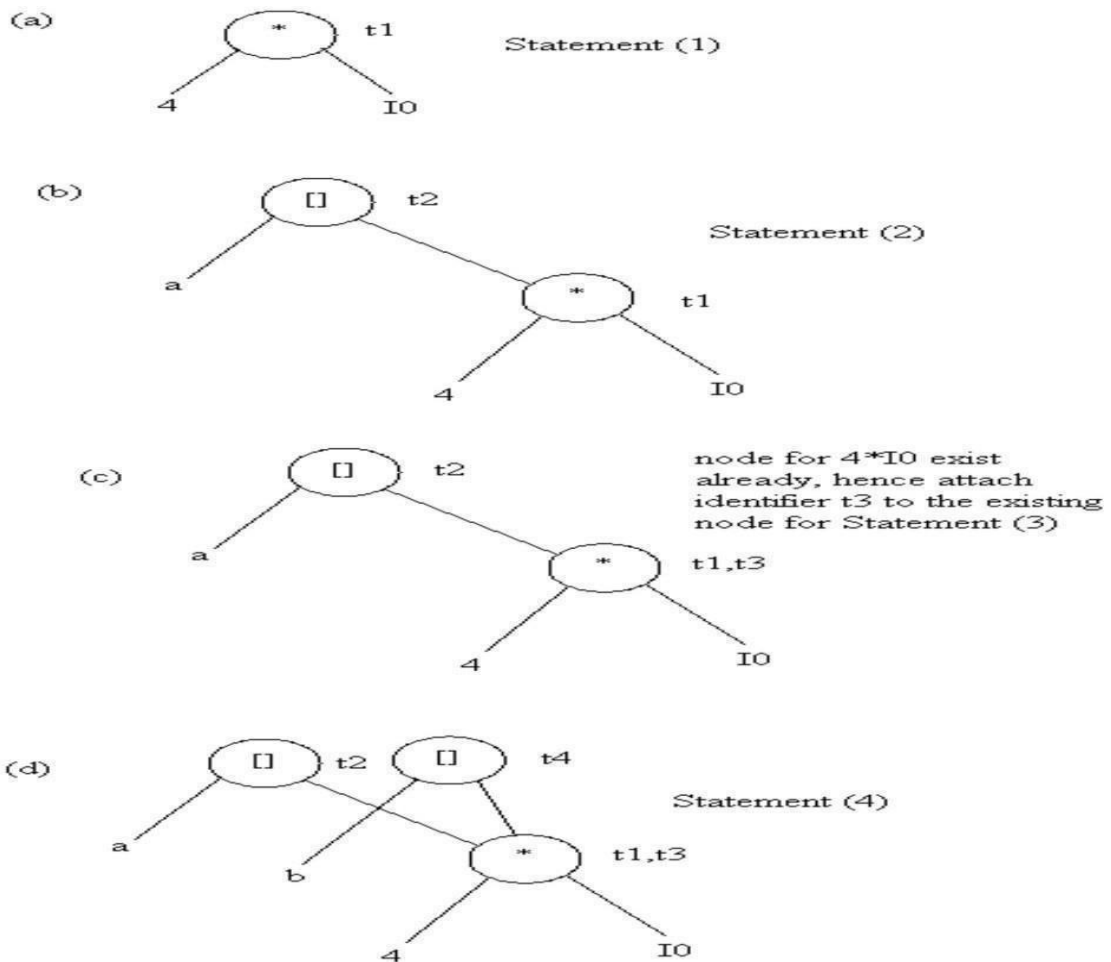 (a)
* t1
Statement (1)
4
I0
(b)
[] t2
Statement (2)
a
*
t1
4
I0
(c)
[] t2
node for 4*I0 exist
already, hence attach
identifier t3 to the existing
node for Statement (3)
a
* t1,t3
4
I0
(d)
[] t2 [] t4
Statement (4)
a
b
* t1,t3
4
I0